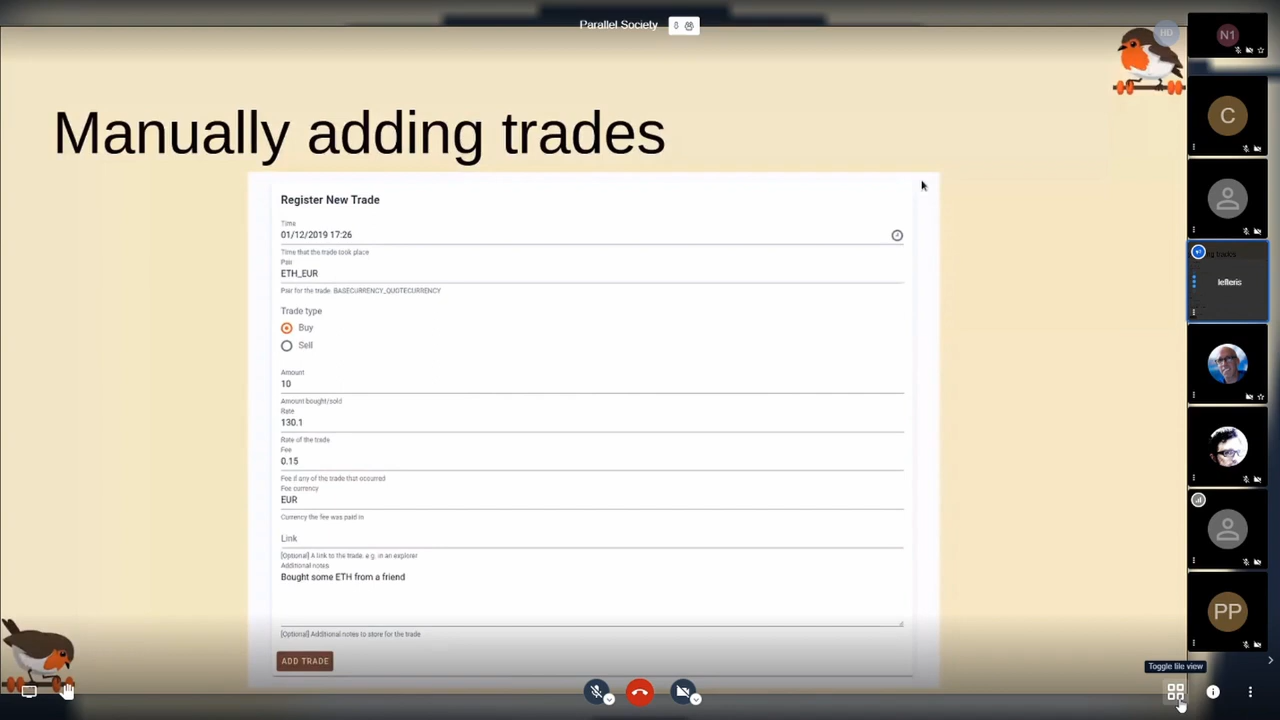 Parallel Society 8
HD
N1
Manually adding trades
C
Register New Trade
Time
01/12/2019 17:26
Time that the trade took place
Pair
ETH_EUR
Pair for the trade. BASECURRENCY_QUOTECURRENCY
lefteris
Trade type
Buy
Sell
Amount
10
Amount bought/sold
Rate
130.1
Rate of the trade
Fee
0.15
Fee if any of the trade that occurred
Fee currency
EUR
Currency the fee was paid in
Link
[Optional] A link to the trade. e.g. in an explorer
Additional notes
Bought some ETH from a friend
PP
[Optional] Additional notes to store for the trade
ADD TRADE
Toggle tile view